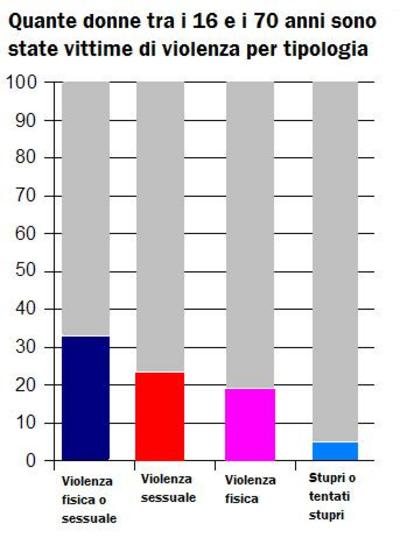 Quante donne tra i 16 e i 70 anni sono
state vittime di violenza per tipologia
100
90
80
70
60
50
40
30
20
10
0
Violenza
fisica o
sessuale
Violenza
sessuale
Violenza
fisica
Stupri o
tentati
stupri